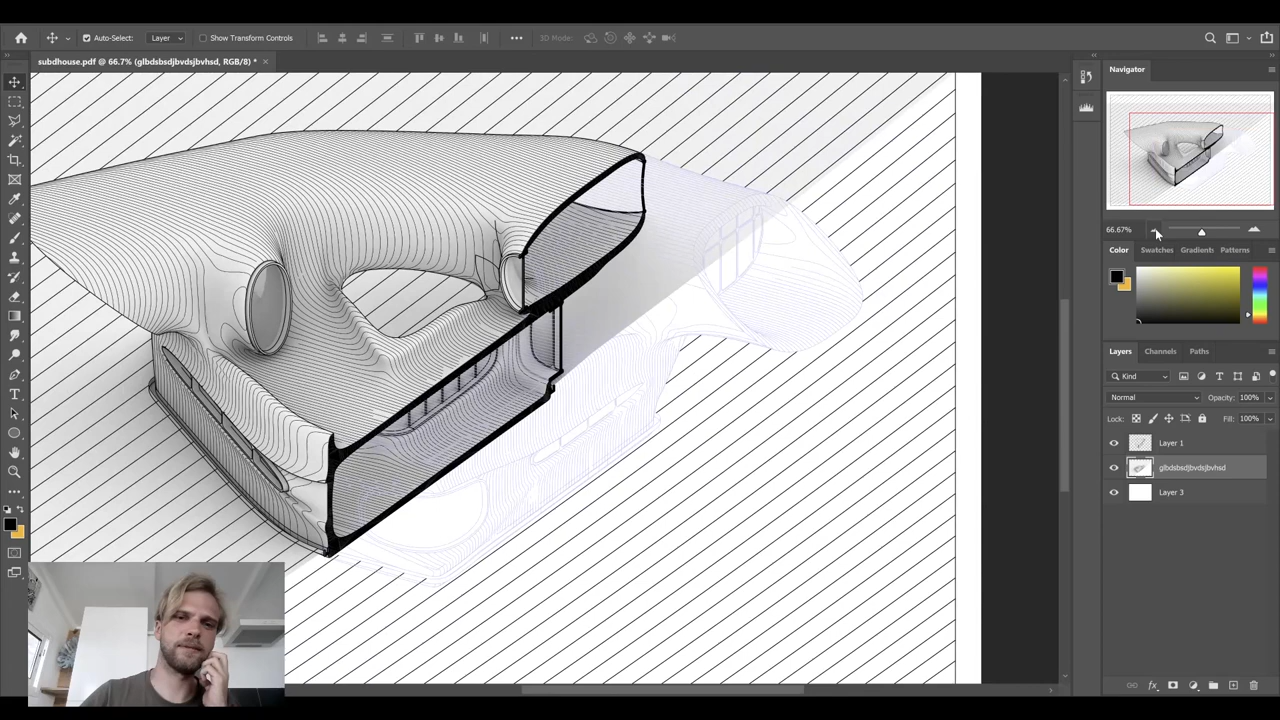 Auto-Select: Layer Show Transform Controls 3D Mode:
subdhouse.pdf @ 66.7% (glbdsbsdjbvdsjbvhsd, RGB/8) *
Navigator
66.67%
Color Swatches Gradients Patterns
Layers Channels Paths
Kind
Normal Opacity: 100%
Lock: Fill: 100%
Layer 1
glbdsbsdjbvdsjbvhsd
Layer 3